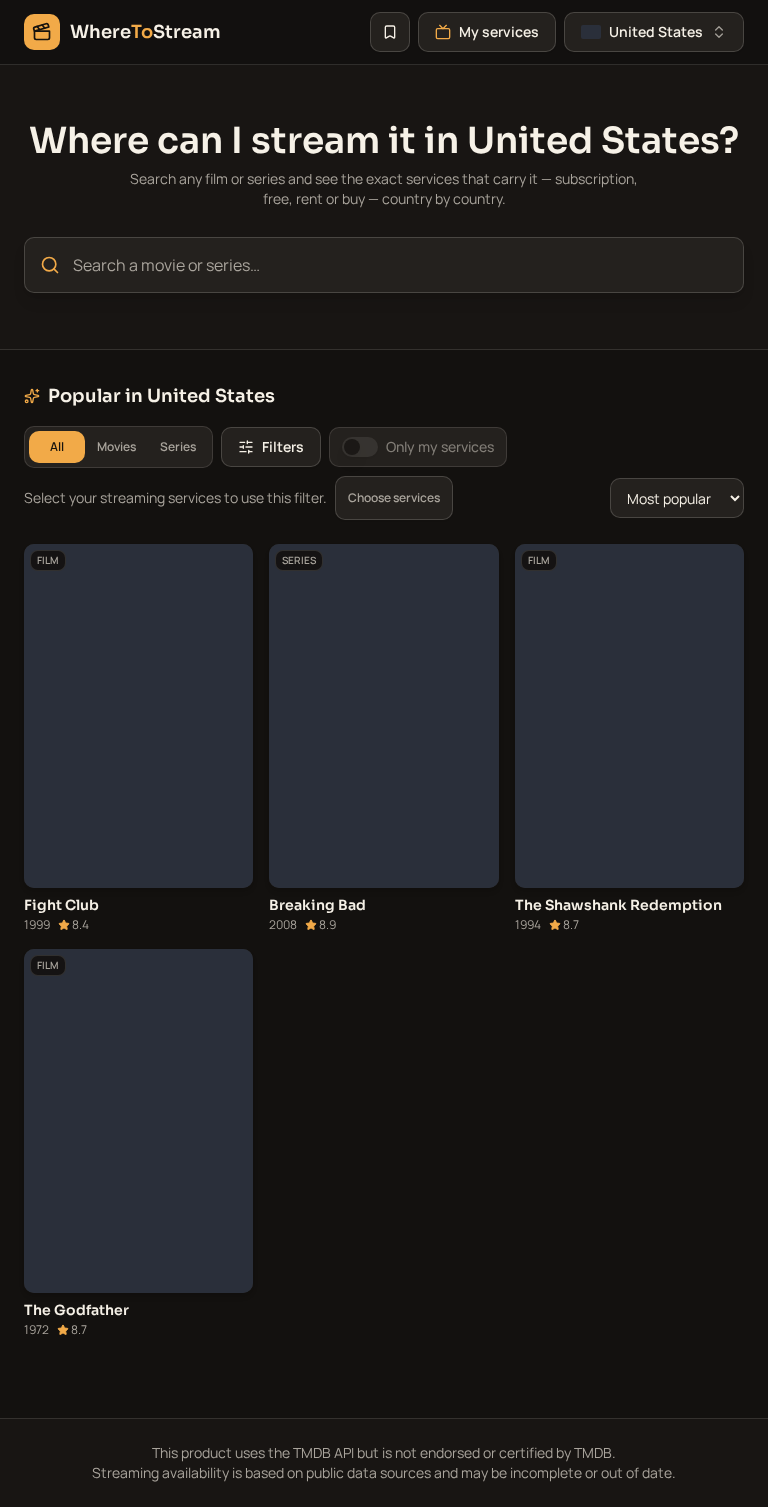 WhereToStream
My services
United States
Where can I stream it in United States?
Search any film or series and see the exact services that carry it — subscription,
free, rent or buy — country by country.
Search a movie or series…
Popular in United States
All
Movies
Series
Filters
Only my services
Select your streaming services to use this filter.
Choose services
Most popular
FILM
SERIES
FILM
Fight Club
Breaking Bad
The Shawshank Redemption
1999 8.4
2008 8.9
1994 8.7
FILM
The Godfather
1972 8.7
This product uses the TMDB API but is not endorsed or certified by TMDB.
Streaming availability is based on public data sources and may be incomplete or out of date.